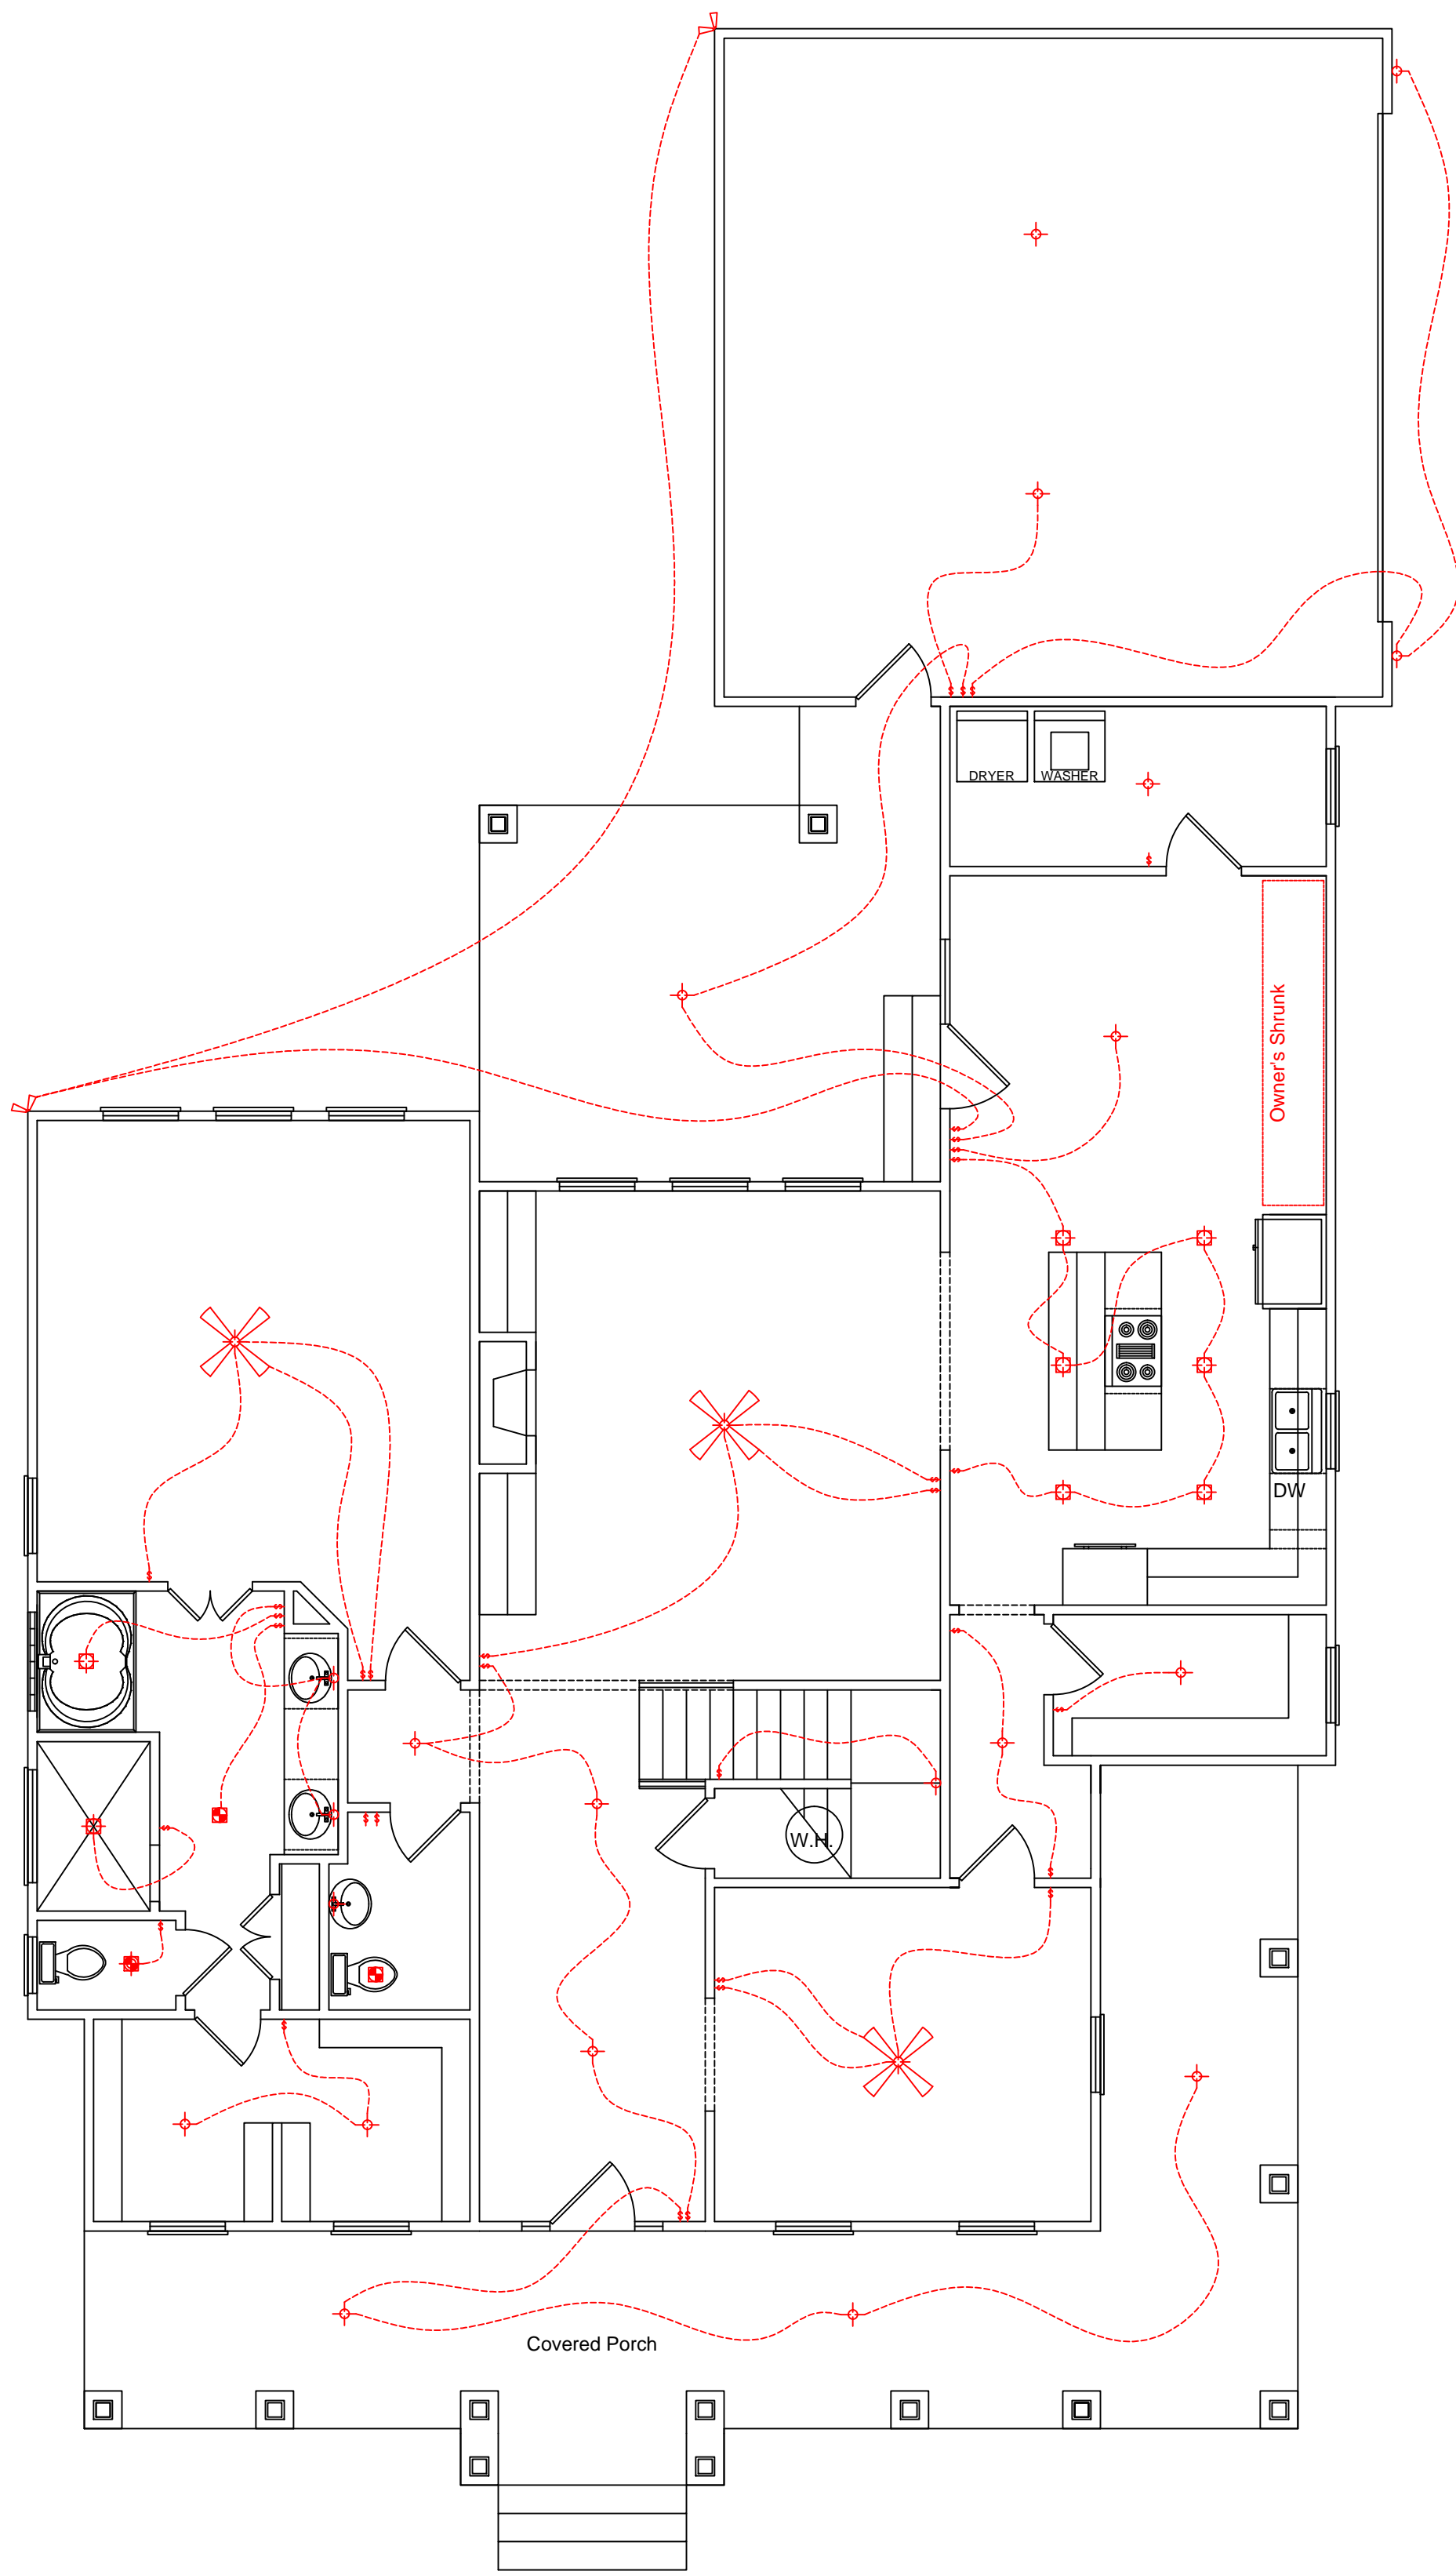 DRYER
WASHER
Owner's Shrunk
DW
W.H.
Covered Porch